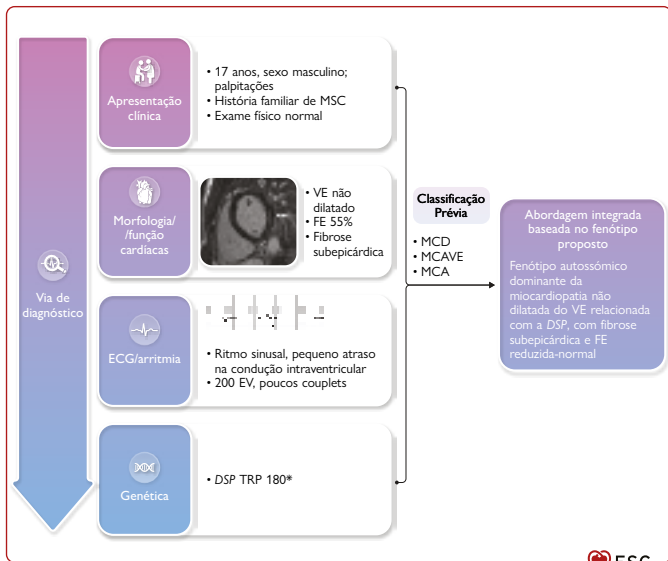 Via de
diagnóstico
Apresentação
clínica
• 17 anos, sexo masculino;
palpitações
• História familiar de MSC
• Exame físico normal
Morfologia/
/função
cardíacas
• VE não
dilatado
• FE 55%
• Fibrose
subepicárdica
ECG/arritmia
• Ritmo sinusal, pequeno atraso
na condução intraventricular
• 200 EV, poucos couplets
Genética
• DSP TRP 180*
Classificação
Prévia
• MCD
• MCAVE
• MCA
Abordagem integrada
baseada no fenótipo
proposto
Fenótipo autossómico
dominante da
miocardiopatia não
dilatada do VE relacionada
com a DSP, com fibrose
subepicárdica e FE
reduzida-normal
ESC